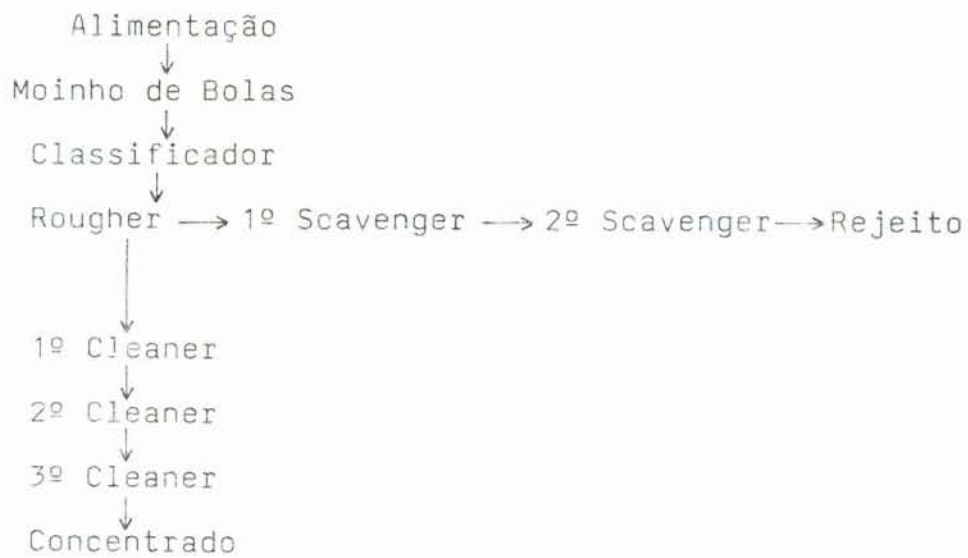 Alimentação
Moinho de Bolas
Classificador
Rougher → 1º Scavenger → 2º Scavenger → Rejeito
1º Cleaner
2º Cleaner
3º Cleaner
Concentrado